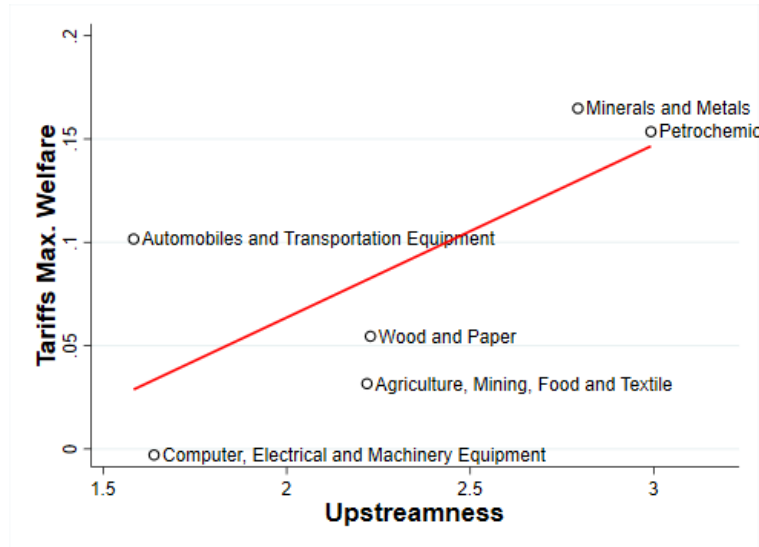 Tariffs Max. Welfare
.2
.15
.1
.05
0
Minerals and Metals
Petrochemic
Automobiles and Transportation Equipment
Wood and Paper
Agriculture, Mining, Food and Textile
Computer, Electrical and Machinery Equipment
1.5 2 2.5 3
Upstreamness